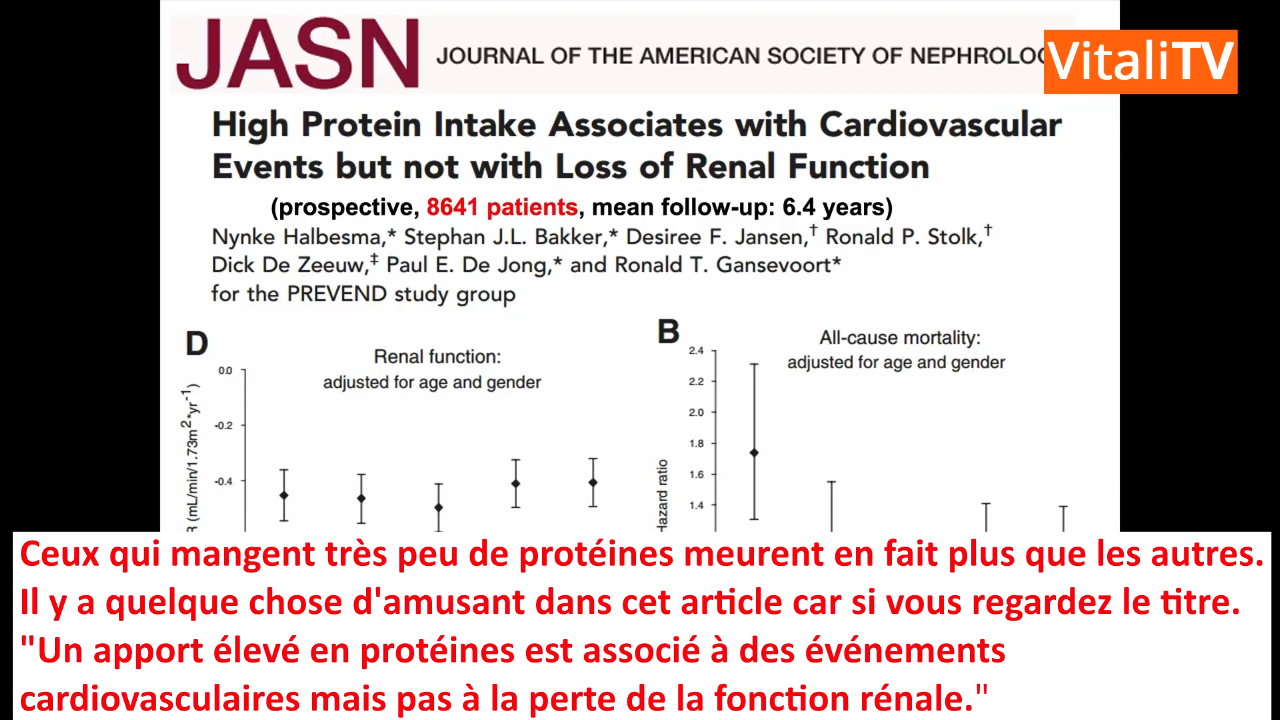 JASN JOURNAL OF THE AMERICAN SOCIETY OF NEPHROLO
VitaliTV
High Protein Intake Associates with Cardiovascular
Events but not with Loss of Renal Function
(prospective, 8641 patients, mean follow-up: 6.4 years)
Nynke Halbesma,* Stephan J.L. Bakker,* Desiree F. Jansen,† Ronald P. Stolk,†
Dick De Zeeuw,‡ Paul E. De Jong,* and Ronald T. Gansevoort*
for the PREVEND study group
D
Renal function:
adjusted for age and gender
0.0
-0.2
-0.4
R (mL/min/1.73m²*yr⁻¹)
B
All-cause mortality:
adjusted for age and gender
2.4
2.2
2.0
1.8
1.6
1.4
Hazard ratio
Ceux qui mangent très peu de protéines meurent en fait plus que les autres.
Il y a quelque chose d'amusant dans cet article car si vous regardez le titre.
"Un apport élevé en protéines est associé à des événements
cardiovasculaires mais pas à la perte de la fonction rénale."